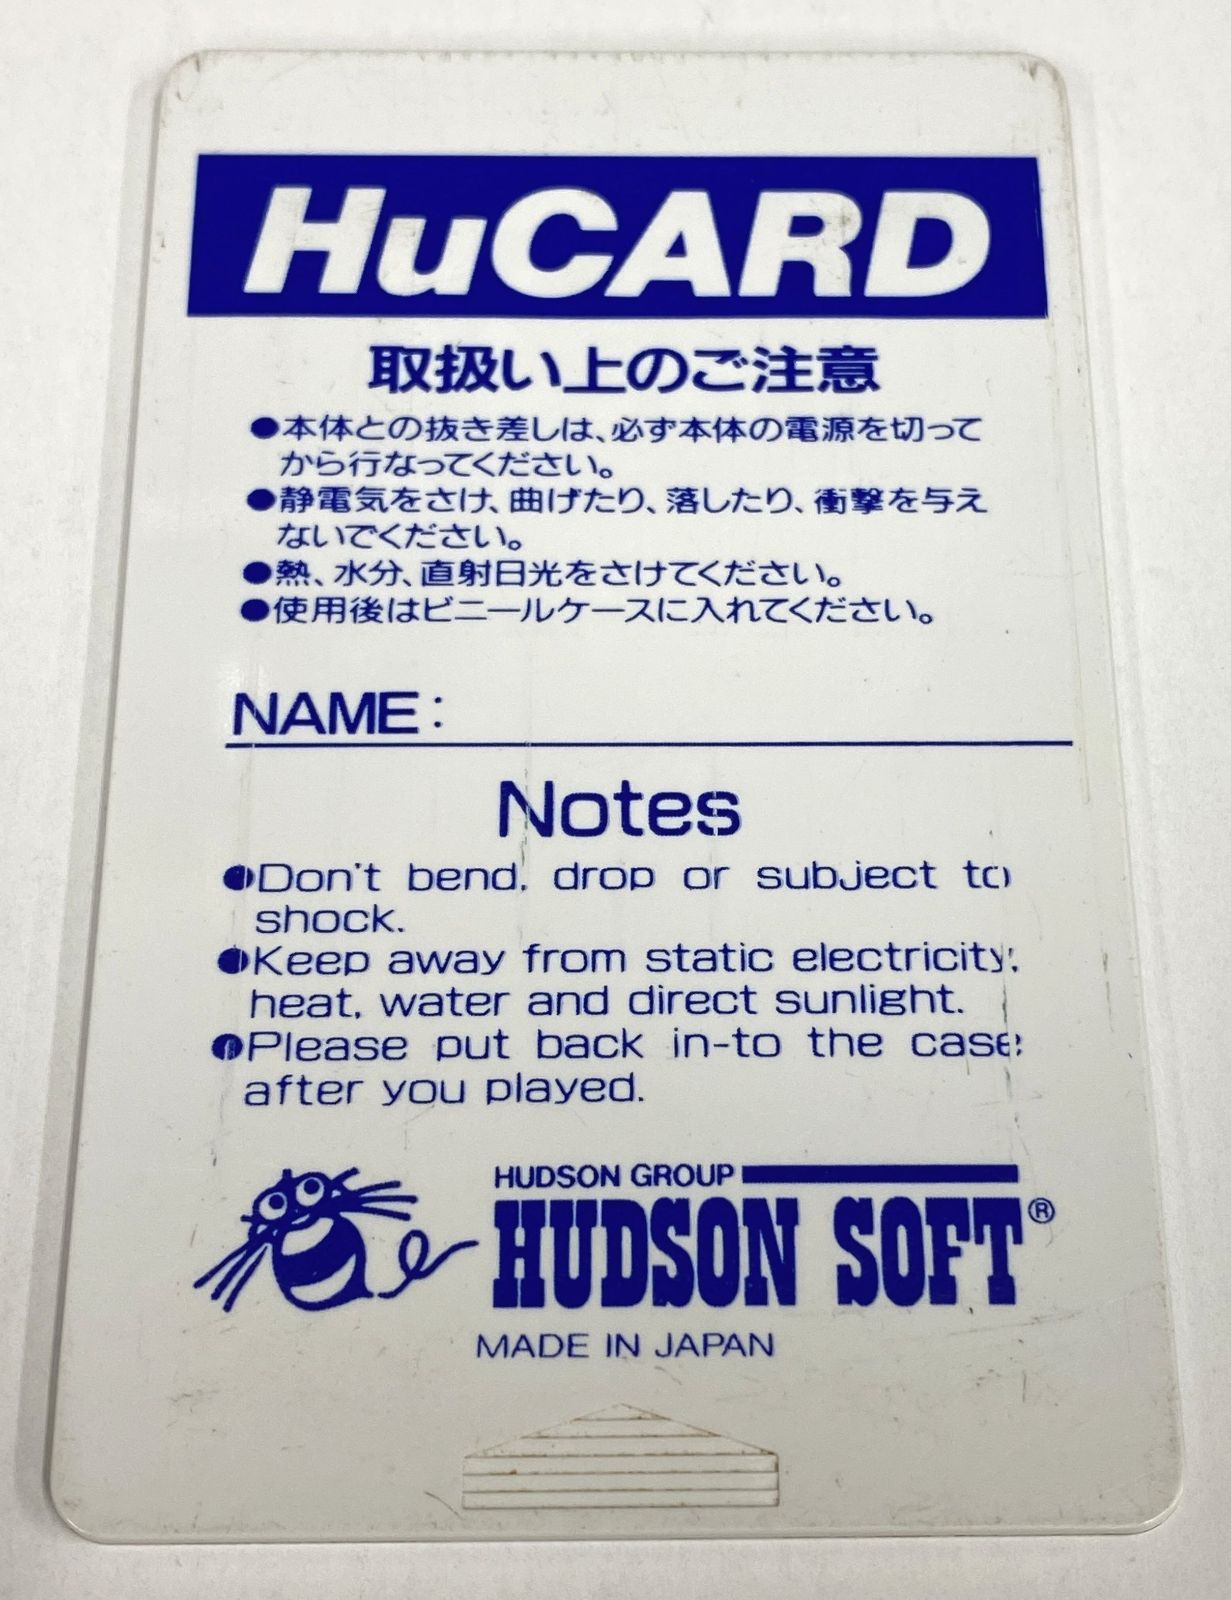 HuCARD
取扱い上のご注意
●本体との抜き差しは、必ず本体の電源を切って
から行なってください。
●静電気をさけ、曲げたり、落したり、衝撃を与え
ないでください。
●熱、水分、直射日光をさけてください。
●使用後はビニールケースに入れてください。
NAME:
Notes
●Don't bend, drop or subject to
shock.
●Keep away from static electricity,
heat, water and direct sunlight.
●Please put back in-to the case
after you played.
HUDSON GROUP
HUDSON SOFT®
MADE IN JAPAN